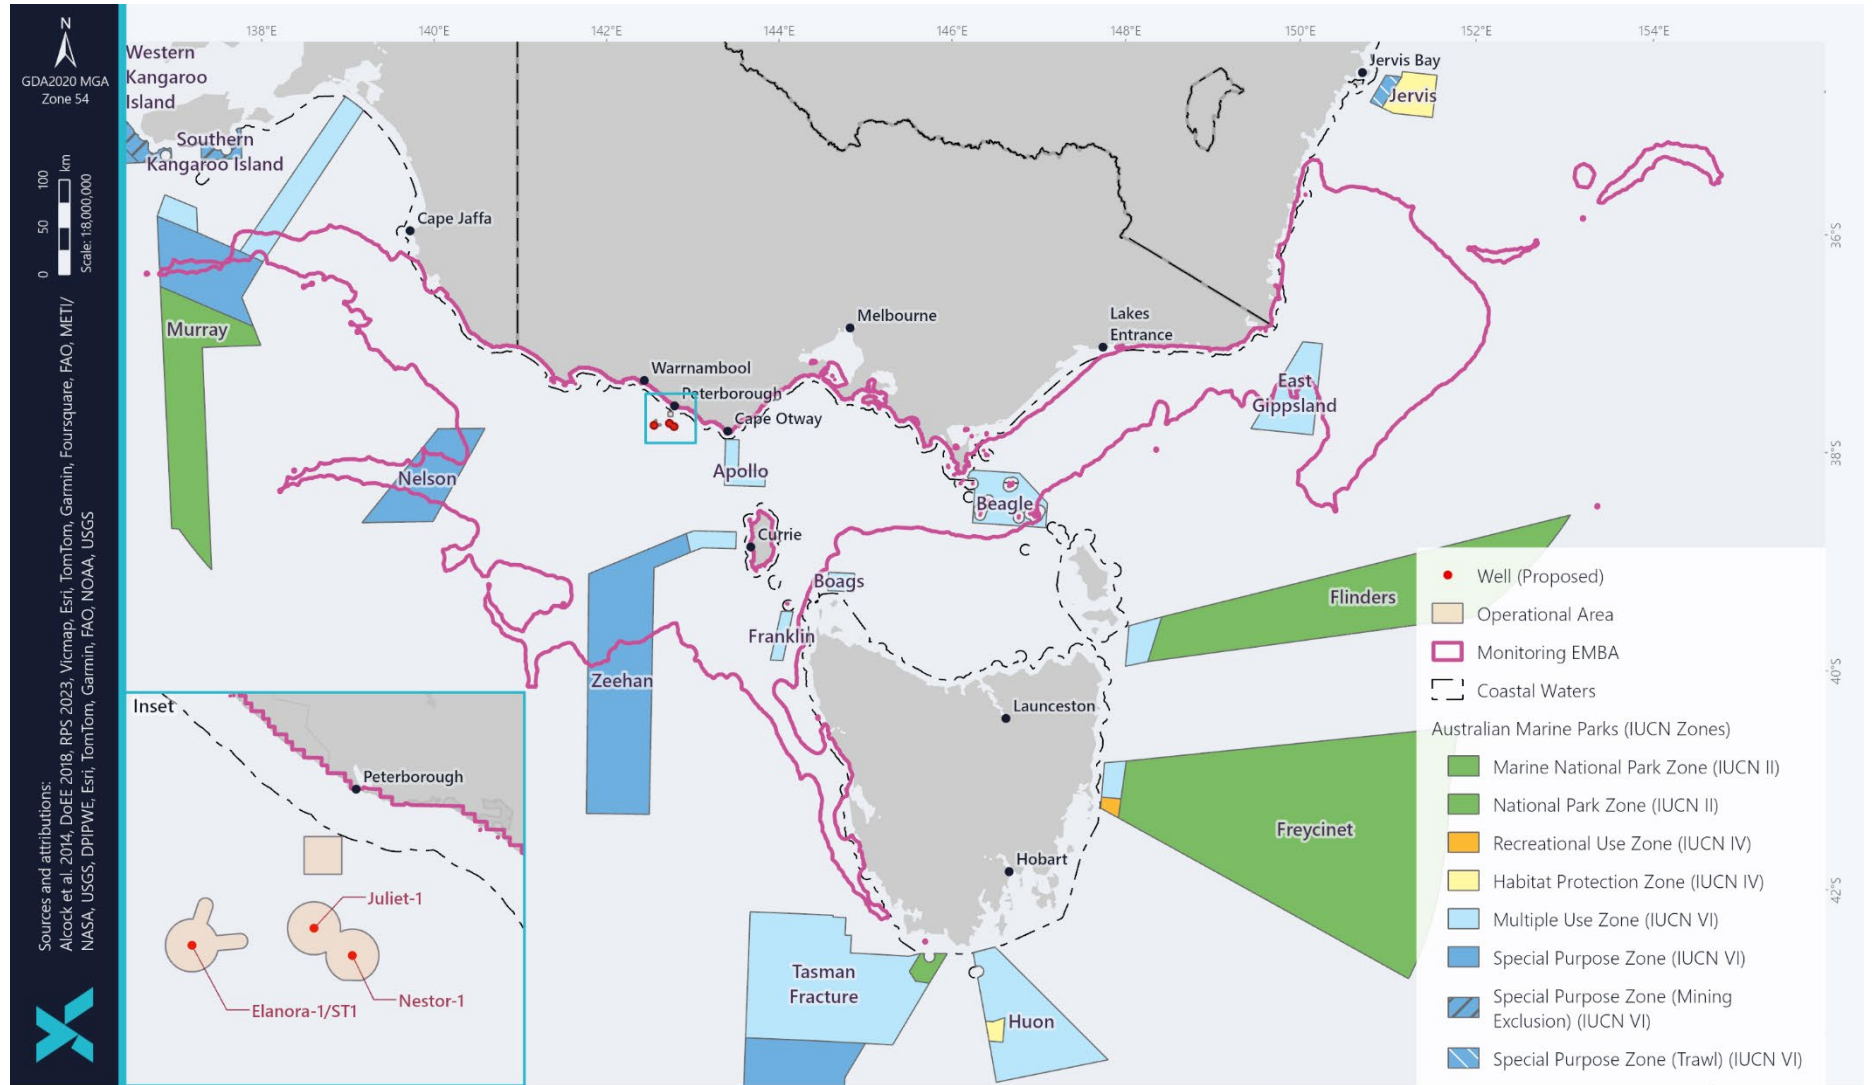 GDA2020 MGA
Zone 54
0 50 100 km
Scale: 1:8,000,000
Sources and attributions:
Alcock et al. 2014, DoEE 2018, RPS 2023, Vicmap, Esri, TomTom, Garmin, Foursquare, FAO, METI/
NASA, USGS, DPIPWE, Esri, TomTom, Garmin, FAO, NOAA, USGS
138°E 140°E 142°E 144°E 146°E 148°E 150°E 152°E 154°E
36°S
38°S
40°S
42°S
Western
Kangaroo
Island
Southern
Kangaroo Island
Jervis Bay
Jervis
Cape Jaffa
Murray
Melbourne
Lakes
Entrance
Warrnambool
Peterborough
Cape Otway
East
Gippsland
Nelson
Apollo
Beagle
Currie
Boags
Flinders
Franklin
Zeehan
Launceston
Freycinet
Hobart
Tasman
Fracture
Huon
Inset
Peterborough
Juliet-1
Nestor-1
Elanora-1/ST1
Well (Proposed)
Operational Area
Monitoring EMBA
Coastal Waters
Australian Marine Parks (IUCN Zones)
Marine National Park Zone (IUCN II)
National Park Zone (IUCN II)
Recreational Use Zone (IUCN IV)
Habitat Protection Zone (IUCN IV)
Multiple Use Zone (IUCN VI)
Special Purpose Zone (IUCN VI)
Special Purpose Zone (Mining
Exclusion) (IUCN VI)
Special Purpose Zone (Trawl) (IUCN VI)